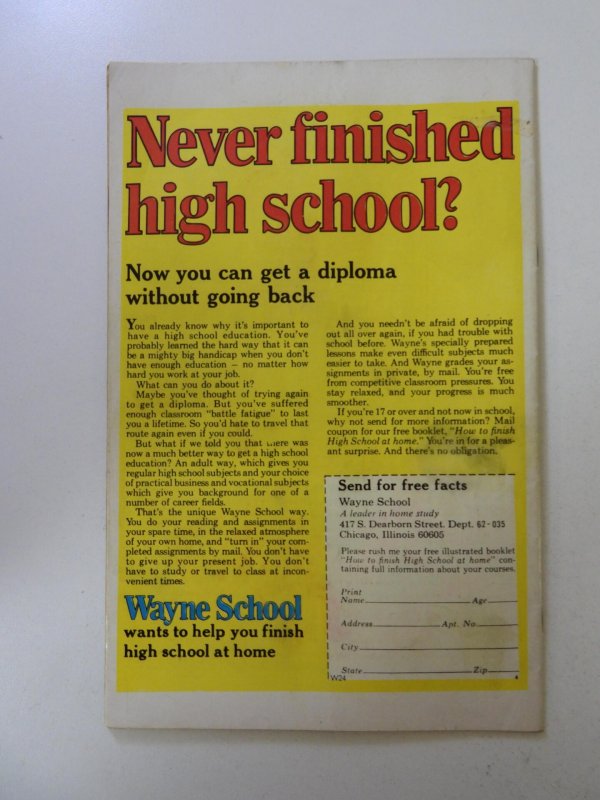 Never finished
high school?
Now you can get a diploma
without going back
You already know why it's important to
have a high school education. You've
probably learned the hard way that it can
be a mighty big handicap when you don't
have enough education – no matter how
hard you work at your job.
What can you do about it?
Maybe you've thought of trying again
to get a diploma. But you've suffered
enough classroom "battle fatigue" to last
you a lifetime. So you'd hate to travel that
route again even if you could.
But what if we told you that there was
now a much better way to get a high school
education? An adult way, which gives you
regular high school subjects and your choice
of practical business and vocational subjects
which give you background for one of a
number of career fields.
That's the unique Wayne School way.
You do your reading and assignments in
your spare time, in the relaxed atmosphere
of your own home, and "turn in" your com-
pleted assignments by mail. You don't have
to give up your present job. You don't
have to study or travel to class at incon-
venient times.
Wayne School
wants to help you finish
high school at home
And you needn't be afraid of dropping
out all over again, if you had trouble with
school before. Wayne's specially prepared
lessons make even difficult subjects much
easier to take. And Wayne grades your as-
signments in private, by mail. You're free
from competitive classroom pressures. You
stay relaxed, and your progress is much
smoother.
If you're 17 or over and not now in school,
why not send for more information? Mail
coupon for our free booklet, "How to finish
High School at home." You're in for a pleas-
ant surprise. And there's no obligation.
Send for free facts
Wayne School
A leader in home study
417 S. Dearborn Street. Dept. 62-035
Chicago, Illinois 60605
Please rush me your free illustrated booklet
"How to finish High School at home" con-
taining full information about your courses.
Print
Name Age
Address Apt. No.
City
State Zip
W24 4